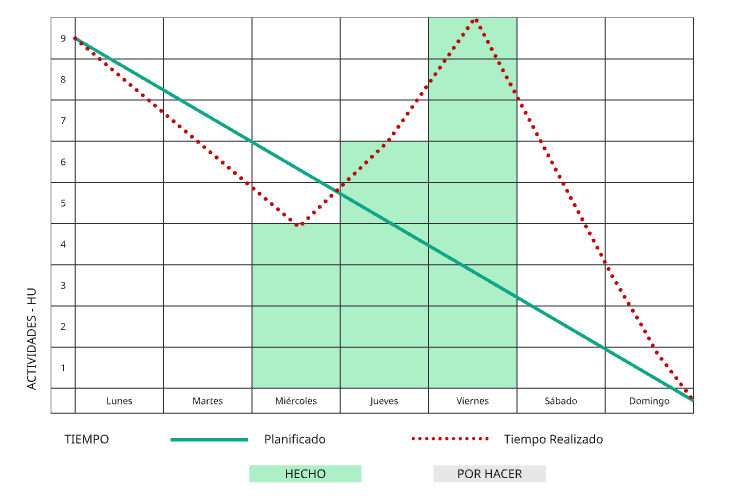 9
8
7
6
5
4
3
2
1
ACTIVIDADES - HU
Lunes Martes Miércoles Jueves Viernes Sábado Domingo
TIEMPO Planificado Tiempo Realizado
HECHO POR HACER